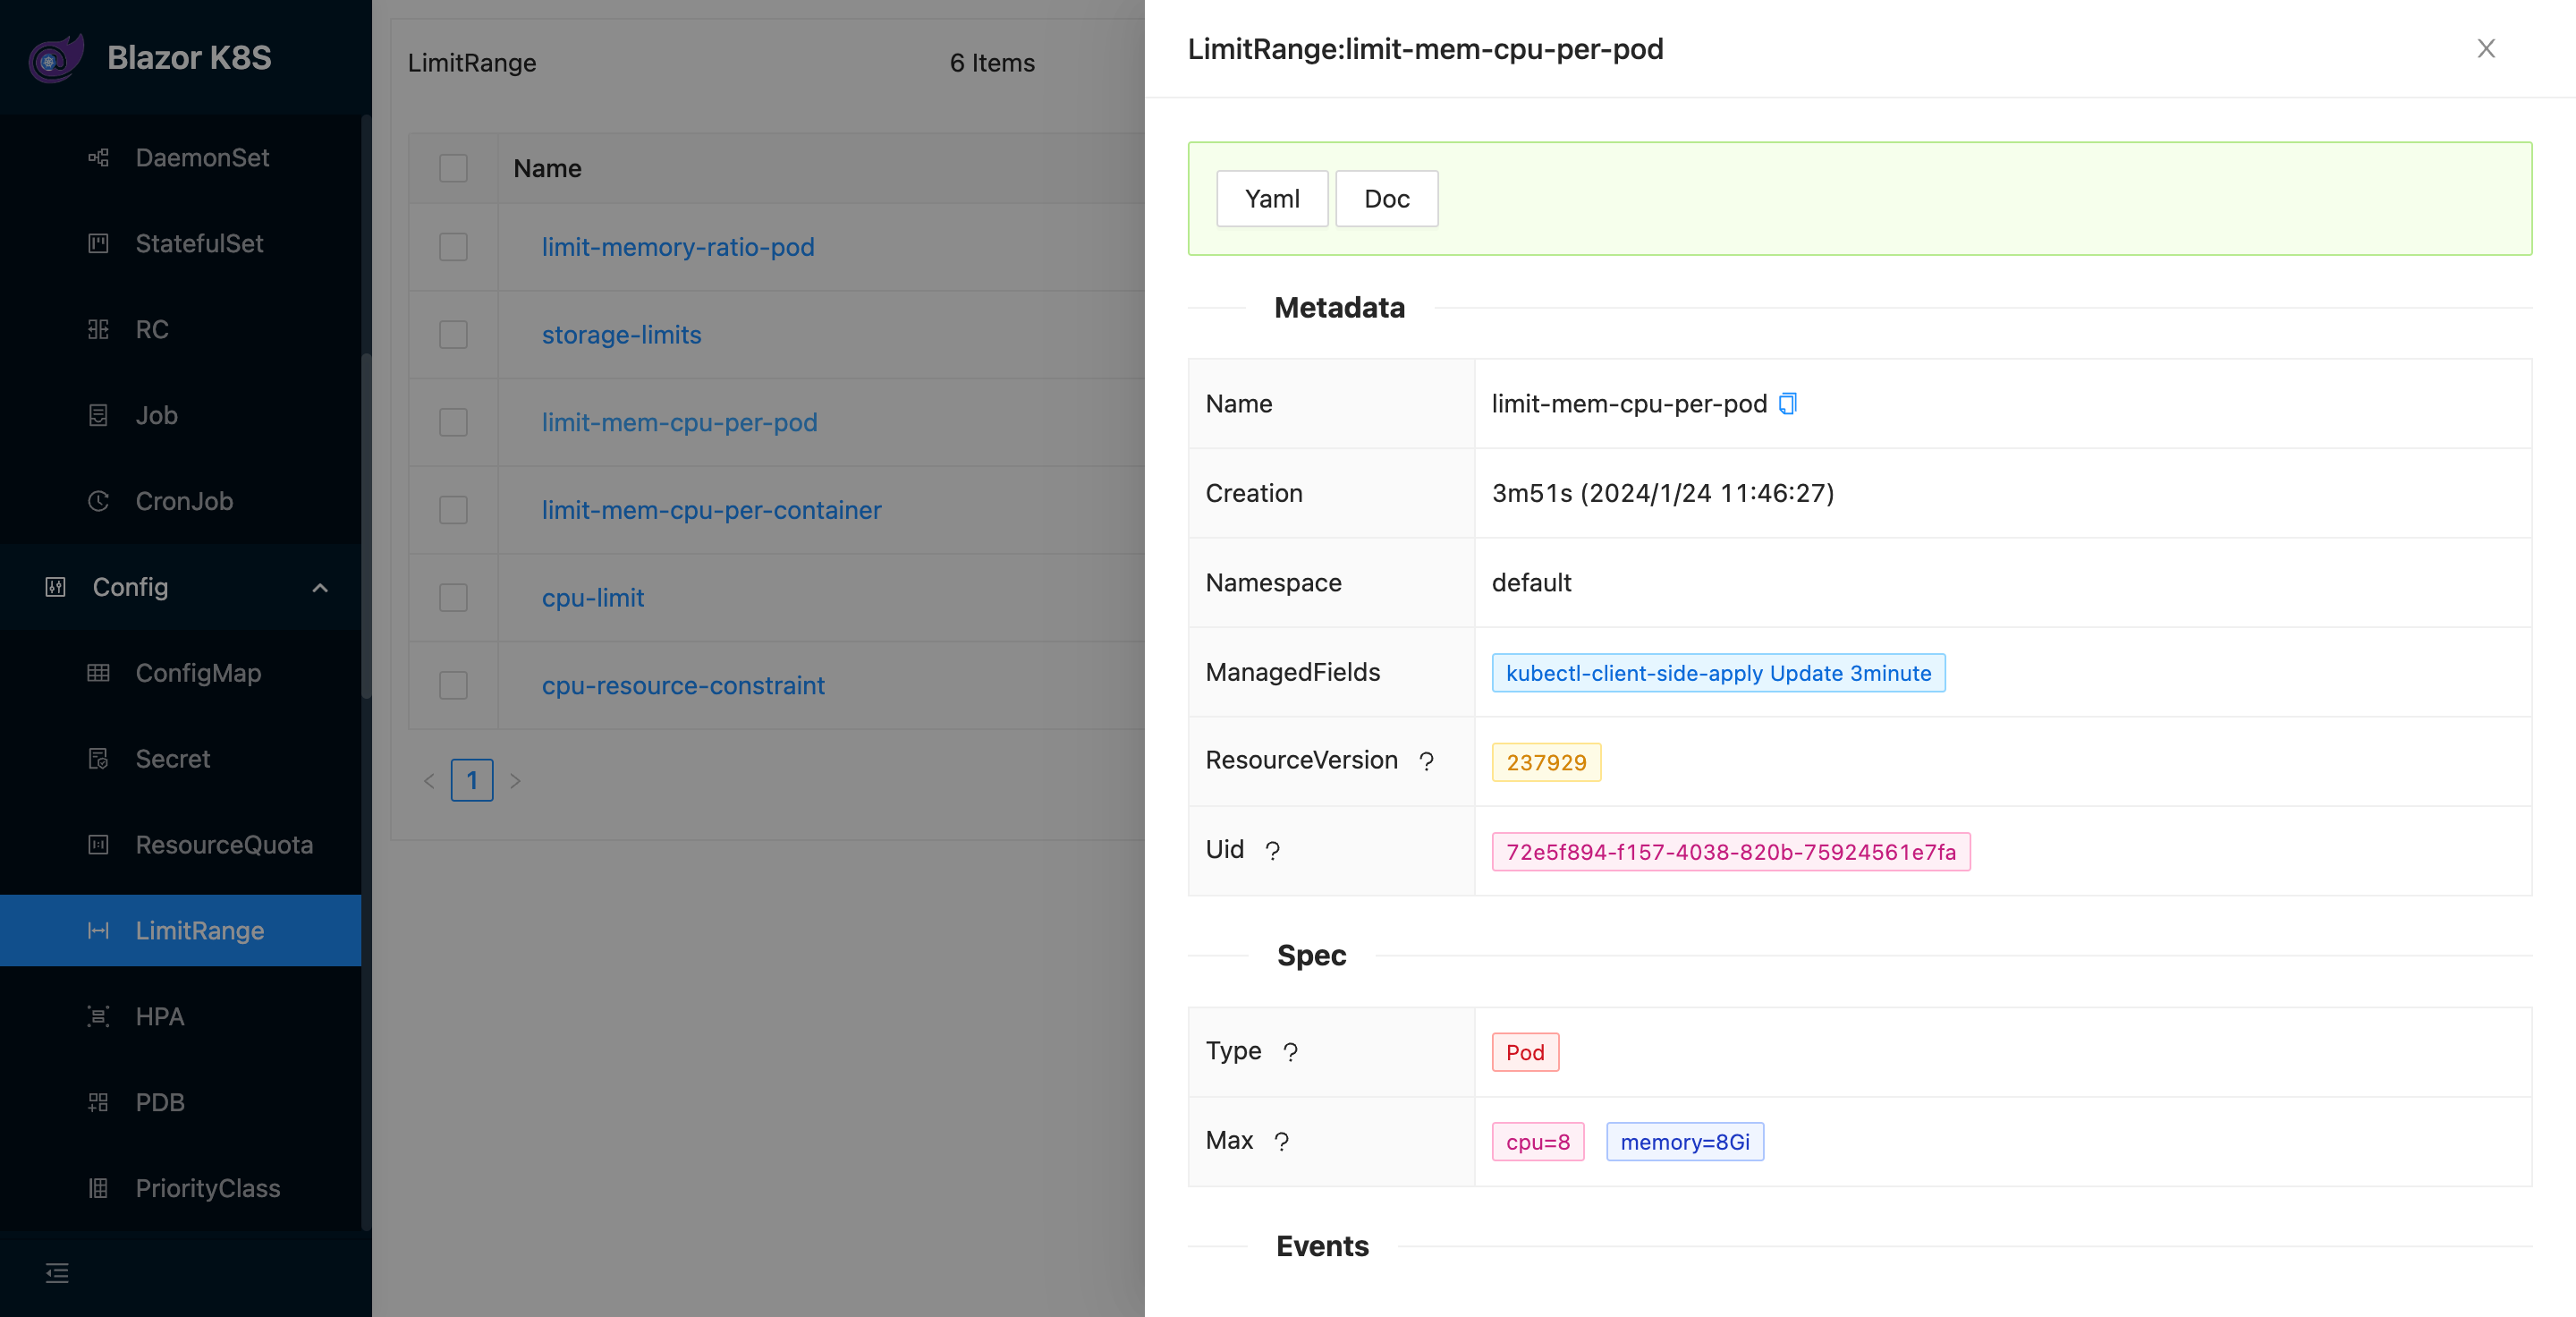 Blazor K8S
DaemonSet
StatefulSet
RC
Job
CronJob
Config
ConfigMap
Secret
ResourceQuota
LimitRange
HPA
PDB
PriorityClass
LimitRange 6 Items
Name
limit-memory-ratio-pod
storage-limits
limit-mem-cpu-per-pod
limit-mem-cpu-per-container
cpu-limit
cpu-resource-constraint
< 1 >
LimitRange:limit-mem-cpu-per-pod
Yaml Doc
Metadata
Name limit-mem-cpu-per-pod
Creation 3m51s (2024/1/24 11:46:27)
Namespace default
ManagedFields kubectl-client-side-apply Update 3minute
ResourceVersion ? 237929
Uid ? 72e5f894-f157-4038-820b-75924561e7fa
Spec
Type ? Pod
Max ? cpu=8 memory=8Gi
Events